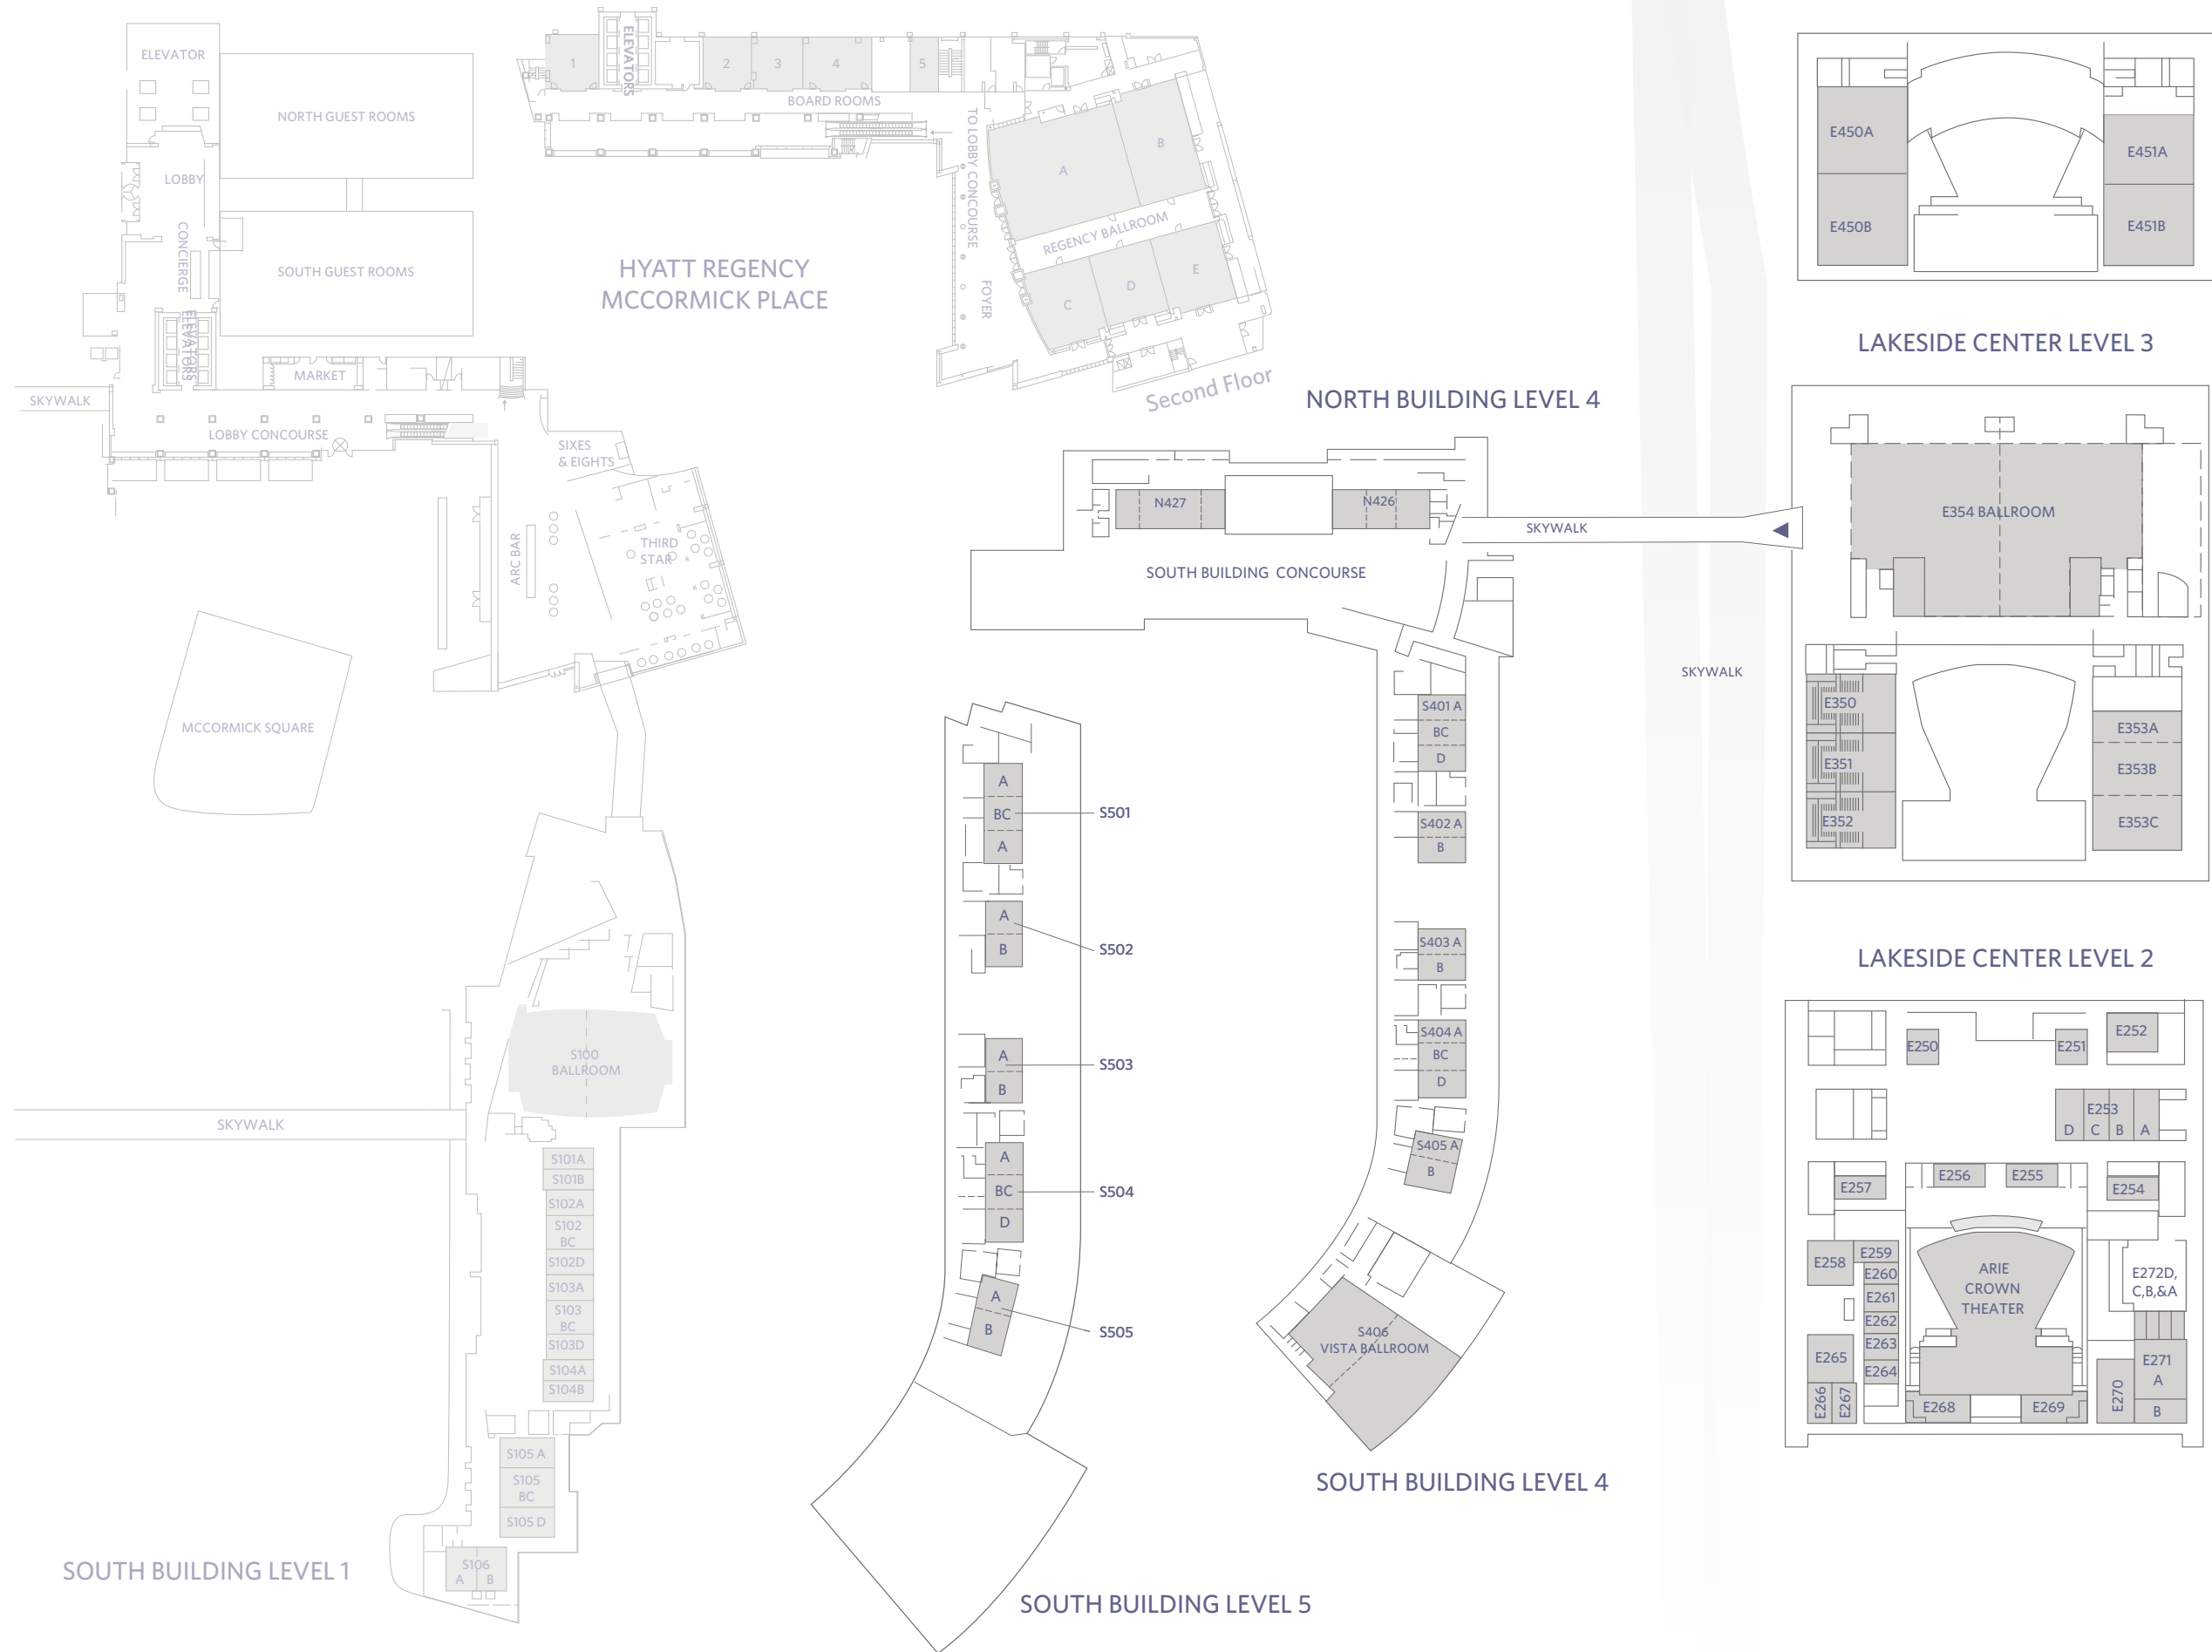 ELEVATOR
NORTH GUEST ROOMS
LOBBY
CONCIERGE
SOUTH GUEST ROOMS
ELEVATORS
ELEVATORS
MARKET
SKYWALK
LOBBY CONCOURSE
SIXES
& EIGHTS
ARC BAR
THIRD
STAR
MCCORMICK SQUARE
HYATT REGENCY
MCCORMICK PLACE
1
ELEVATORS
2
3
4
5
BOARD ROOMS
TO LOBBY CONCOURSE
FOYER
A
B
REGENCY BALLROOM
C
D
E
Second Floor
S100
BALLROOM
SKYWALK
S101A
S101B
S102A
S102
BC
S102D
S103A
S103
BC
S103D
S104A
S104B
S105 A
S105
BC
S105 D
S106
A B
SOUTH BUILDING LEVEL 1
NORTH BUILDING LEVEL 4
N427
N426
SKYWALK
SOUTH BUILDING CONCOURSE
SKYWALK
A
BC
A
S501
A
B
S502
A
B
S503
A
BC
D
S504
A
B
S505
SOUTH BUILDING LEVEL 5
S401 A
BC
D
S402 A
B
S403 A
B
S404 A
BC
D
S405 A
B
S406
VISTA BALLROOM
SOUTH BUILDING LEVEL 4
E450A
E450B
E451A
E451B
LAKESIDE CENTER LEVEL 3
E354 BALLROOM
E350
E351
E352
E353A
E353B
E353C
LAKESIDE CENTER LEVEL 2
E250
E251
E252
E253
D C B A
E257
E256
E255
E254
E258
E259
E260
E261
E262
E263
E264
E265
E266
E267
ARIE
CROWN
THEATER
E272D,
C,B,&A
E268
E269
E270
E271
A
B